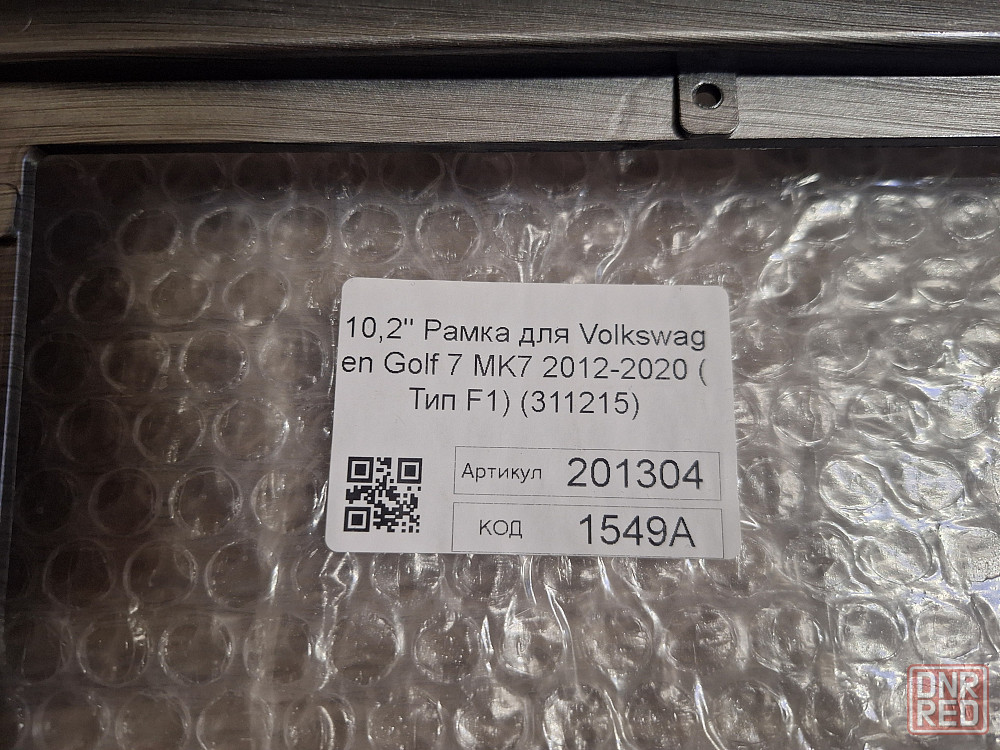 10,2" Рамка для Volkswag
en Golf 7 MK7 2012-2020 (
Тип F1) (311215)
Артикул 201304
КОД 1549A
DNR
RED